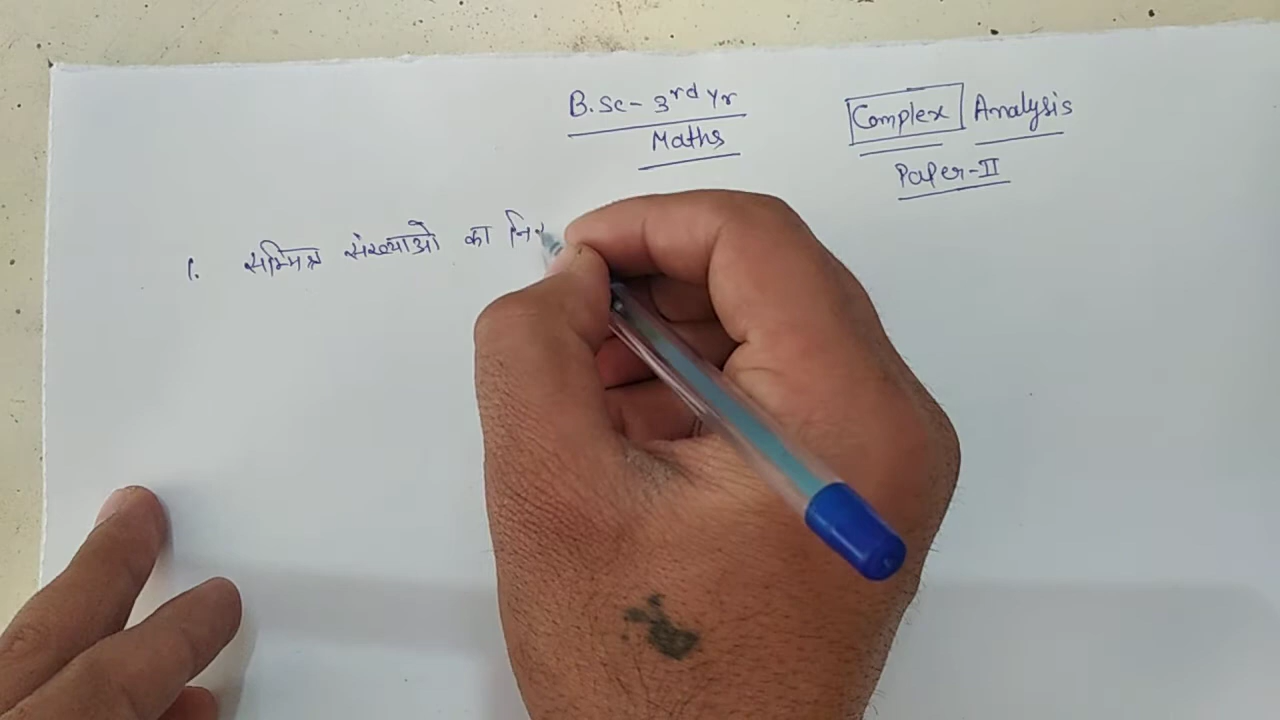 B.Sc- 3rd Yr
Maths
Complex Analysis
Paper-II
1. सम्मिश्र संख्याओ का